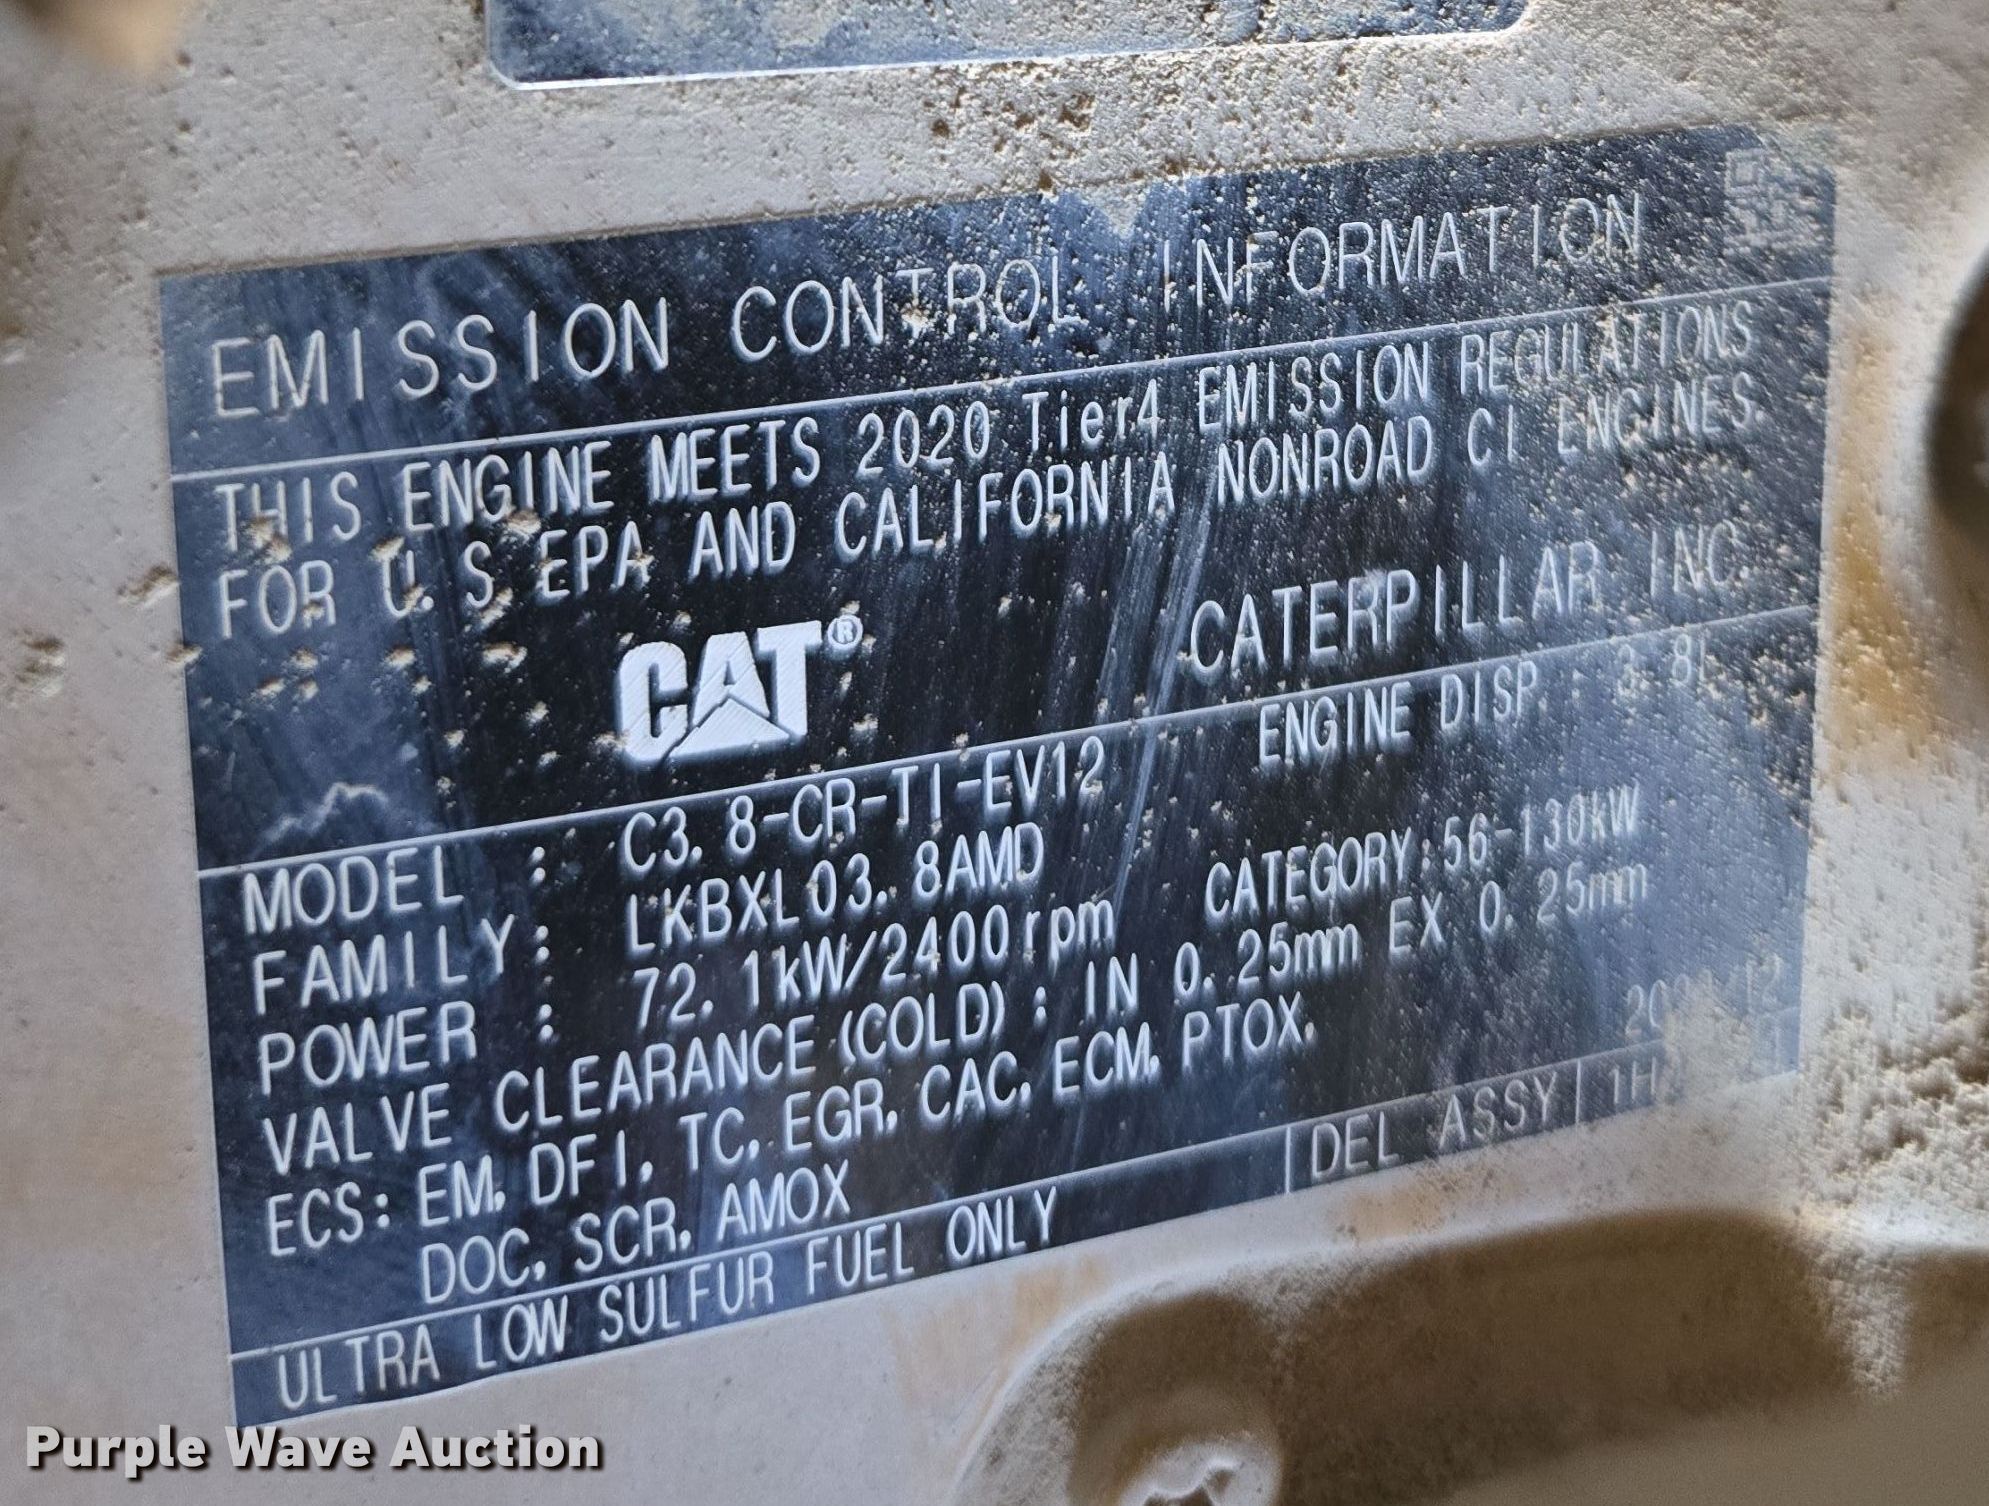 EMISSION CONTROL INFORMATION
THIS ENGINE MEETS 2020 Tier4 EMISSION REGULATIONS
FOR U.S EPA AND CALIFORNIA NONROAD CI ENGINES.
CAT® CATERPILLAR INC.
MODEL : C3.8-CR-TI-EV12 ENGINE DISP : 3.8L
FAMILY: LKBXL03.8AMD
POWER : 72.1kW/2400rpm CATEGORY:56-130kW
VALVE CLEARANCE(COLD): IN 0.25mm EX 0.25mm
ECS: EM, DFI, TC, EGR, CAC, ECM, PTOX,
DOC, SCR, AMOX
ULTRA LOW SULFUR FUEL ONLY
DEL ASSY
Purple Wave Auction